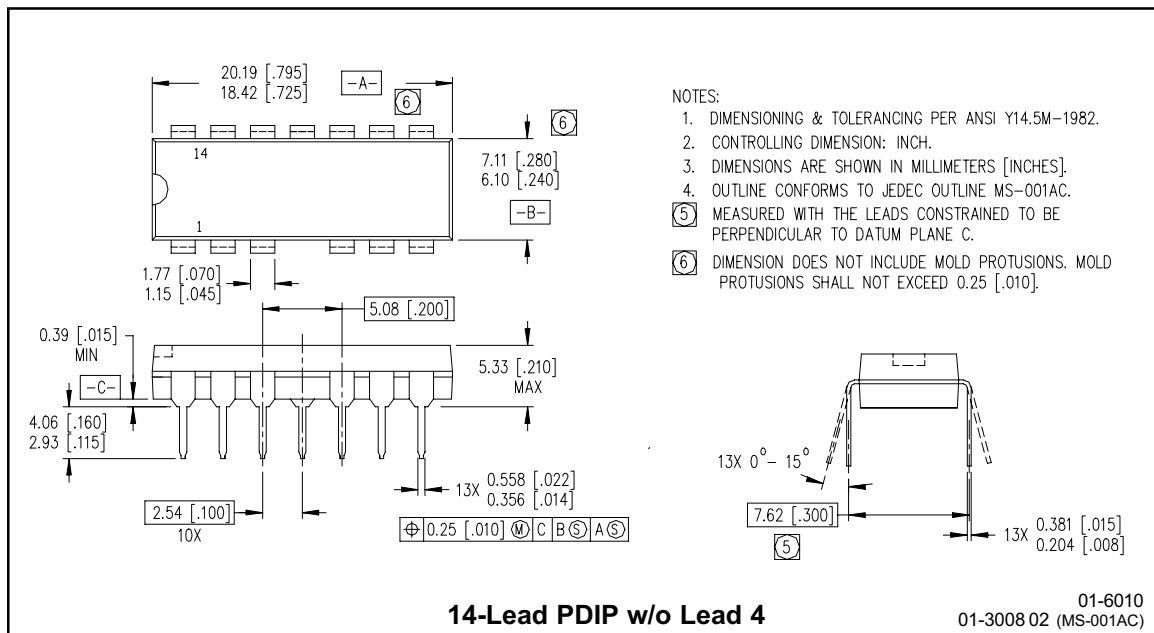 20.19 [.795]
18.42 [.725]
-A-
6
6
14
1
7.11 [.280]
6.10 [.240]
-B-
1.77 [.070]
1.15 [.045]
5.08 [.200]
0.39 [.015]
MIN
-C-
5.33 [.210]
MAX
4.06 [.160]
2.93 [.115]
13X 0.558 [.022]
0.356 [.014]
2.54 [.100]
10X
⌖ 0.25 [.010] Ⓜ C B Ⓢ A Ⓢ
NOTES:
1. DIMENSIONING & TOLERANCING PER ANSI Y14.5M-1982.
2. CONTROLLING DIMENSION: INCH.
3. DIMENSIONS ARE SHOWN IN MILLIMETERS [INCHES].
4. OUTLINE CONFORMS TO JEDEC OUTLINE MS-001AC.
5 MEASURED WITH THE LEADS CONSTRAINED TO BE
PERPENDICULAR TO DATUM PLANE C.
6 DIMENSION DOES NOT INCLUDE MOLD PROTUSIONS. MOLD
PROTUSIONS SHALL NOT EXCEED 0.25 [.010].
13X 0°- 15°
7.62 [.300]
5
13X 0.381 [.015]
0.204 [.008]
14-Lead PDIP w/o Lead 4
01-6010
01-3008 02 (MS-001AC)